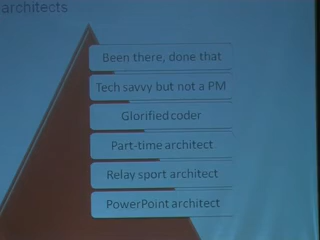 architects
Been there, done that
Tech savvy but not a PM
Glorified coder
Part-time architect
Relay sport architect
PowerPoint architect